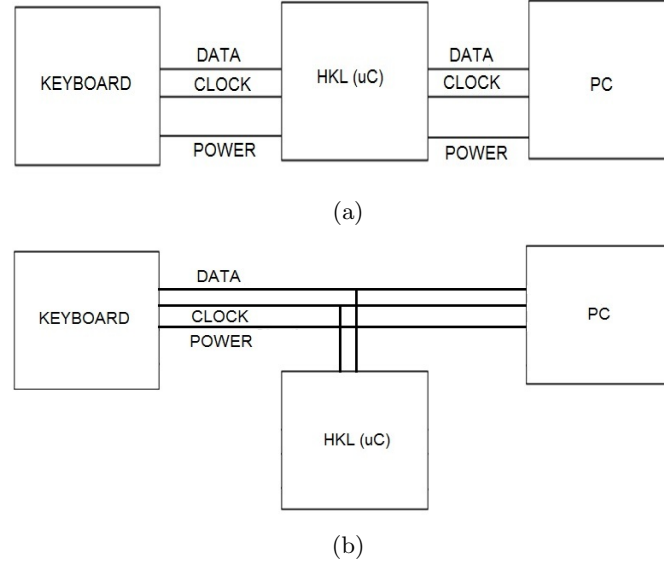 DATA
DATA
KEYBOARD
CLOCK
HKL (uC)
CLOCK
PC
POWER
POWER
(a)
DATA
KEYBOARD
CLOCK
PC
POWER
HKL (uC)
(b)